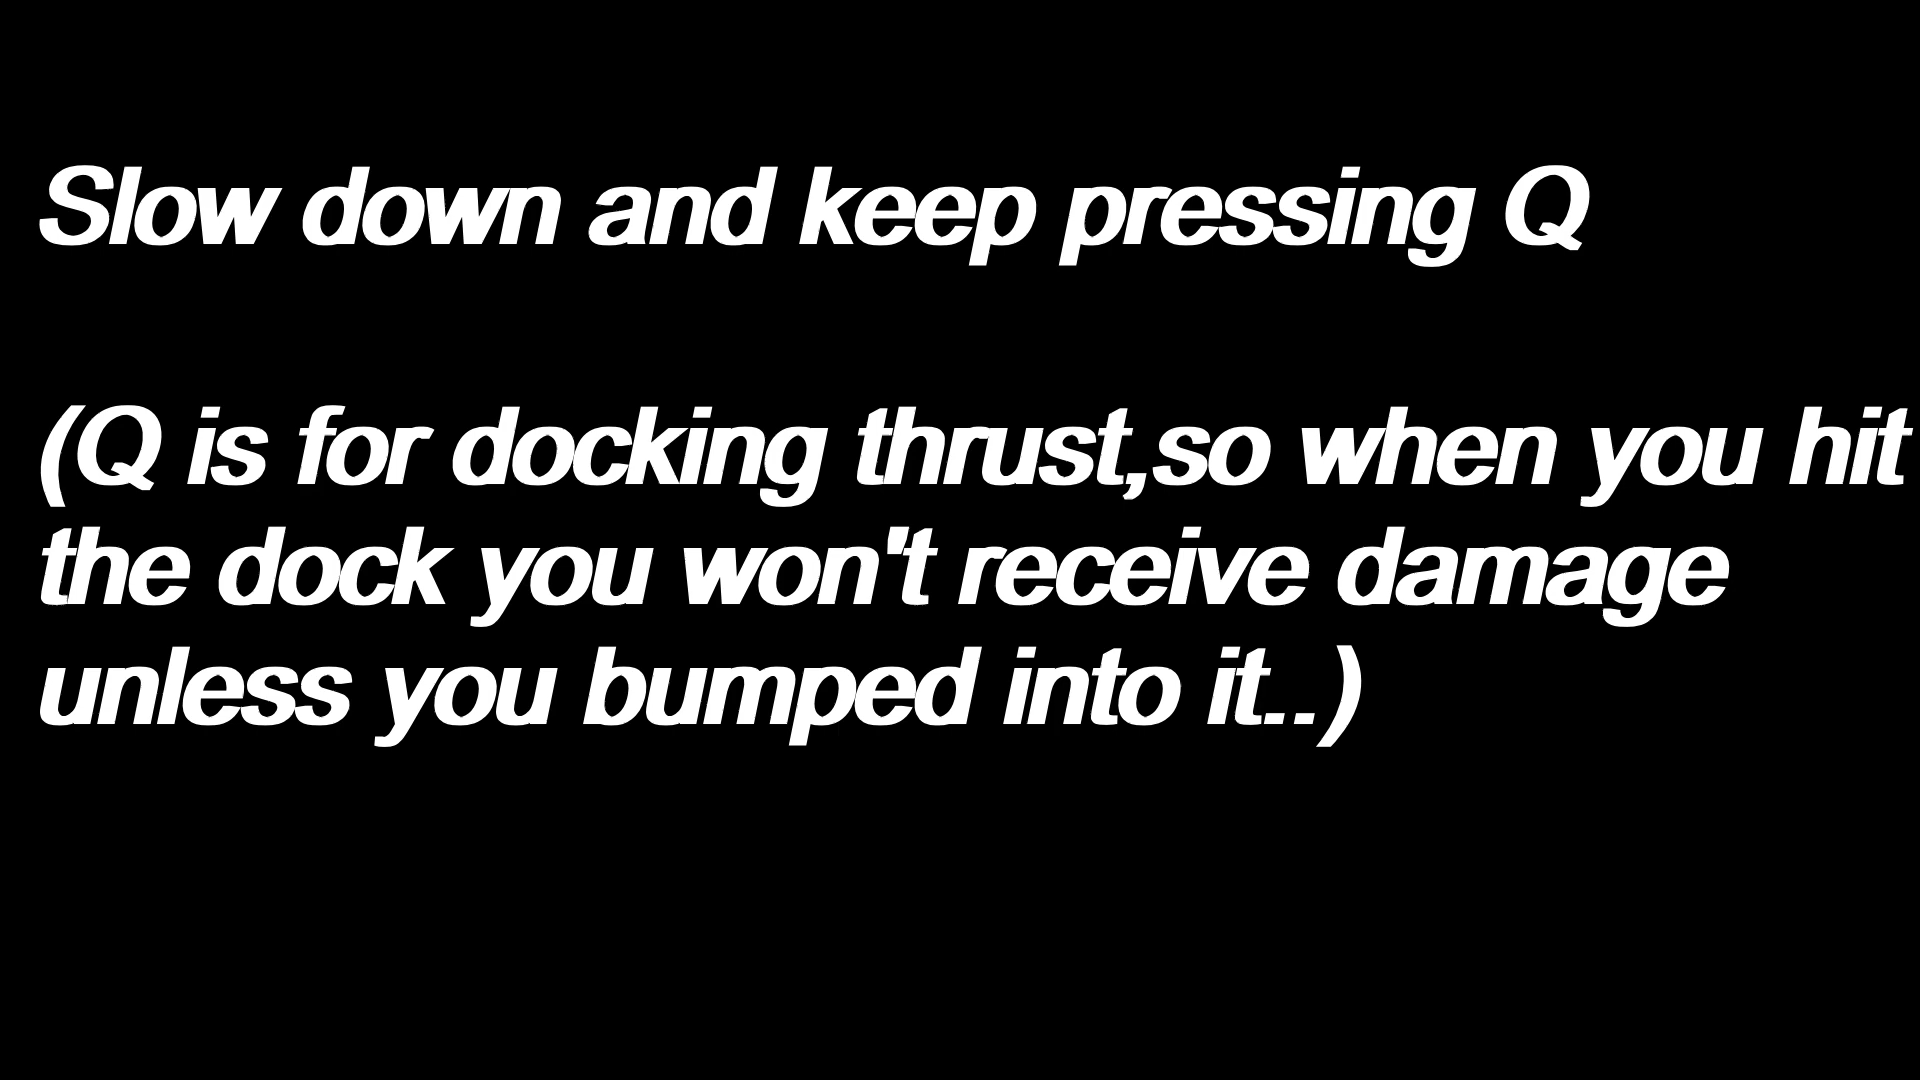 Slow down and keep pressing Q
(Q is for docking thrust,so when you hit
the dock you won't receive damage
unless you bumped into it..)